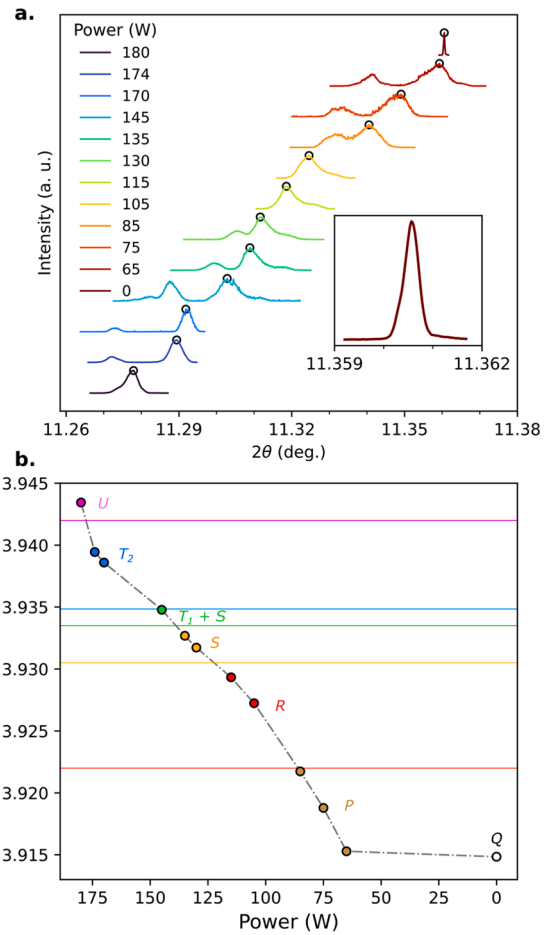 a.
Power (W)
180
174
170
145
135
130
115
105
85
75
65
0
Intensity (a. u.)
11.359 11.362
11.26 11.29 11.32 11.35 11.38
2θ (deg.)
b.
3.945
3.940
3.935
3.930
3.925
3.920
3.915
U
T2
T1 + S
S
R
P
Q
175 150 125 100 75 50 25 0
Power (W)